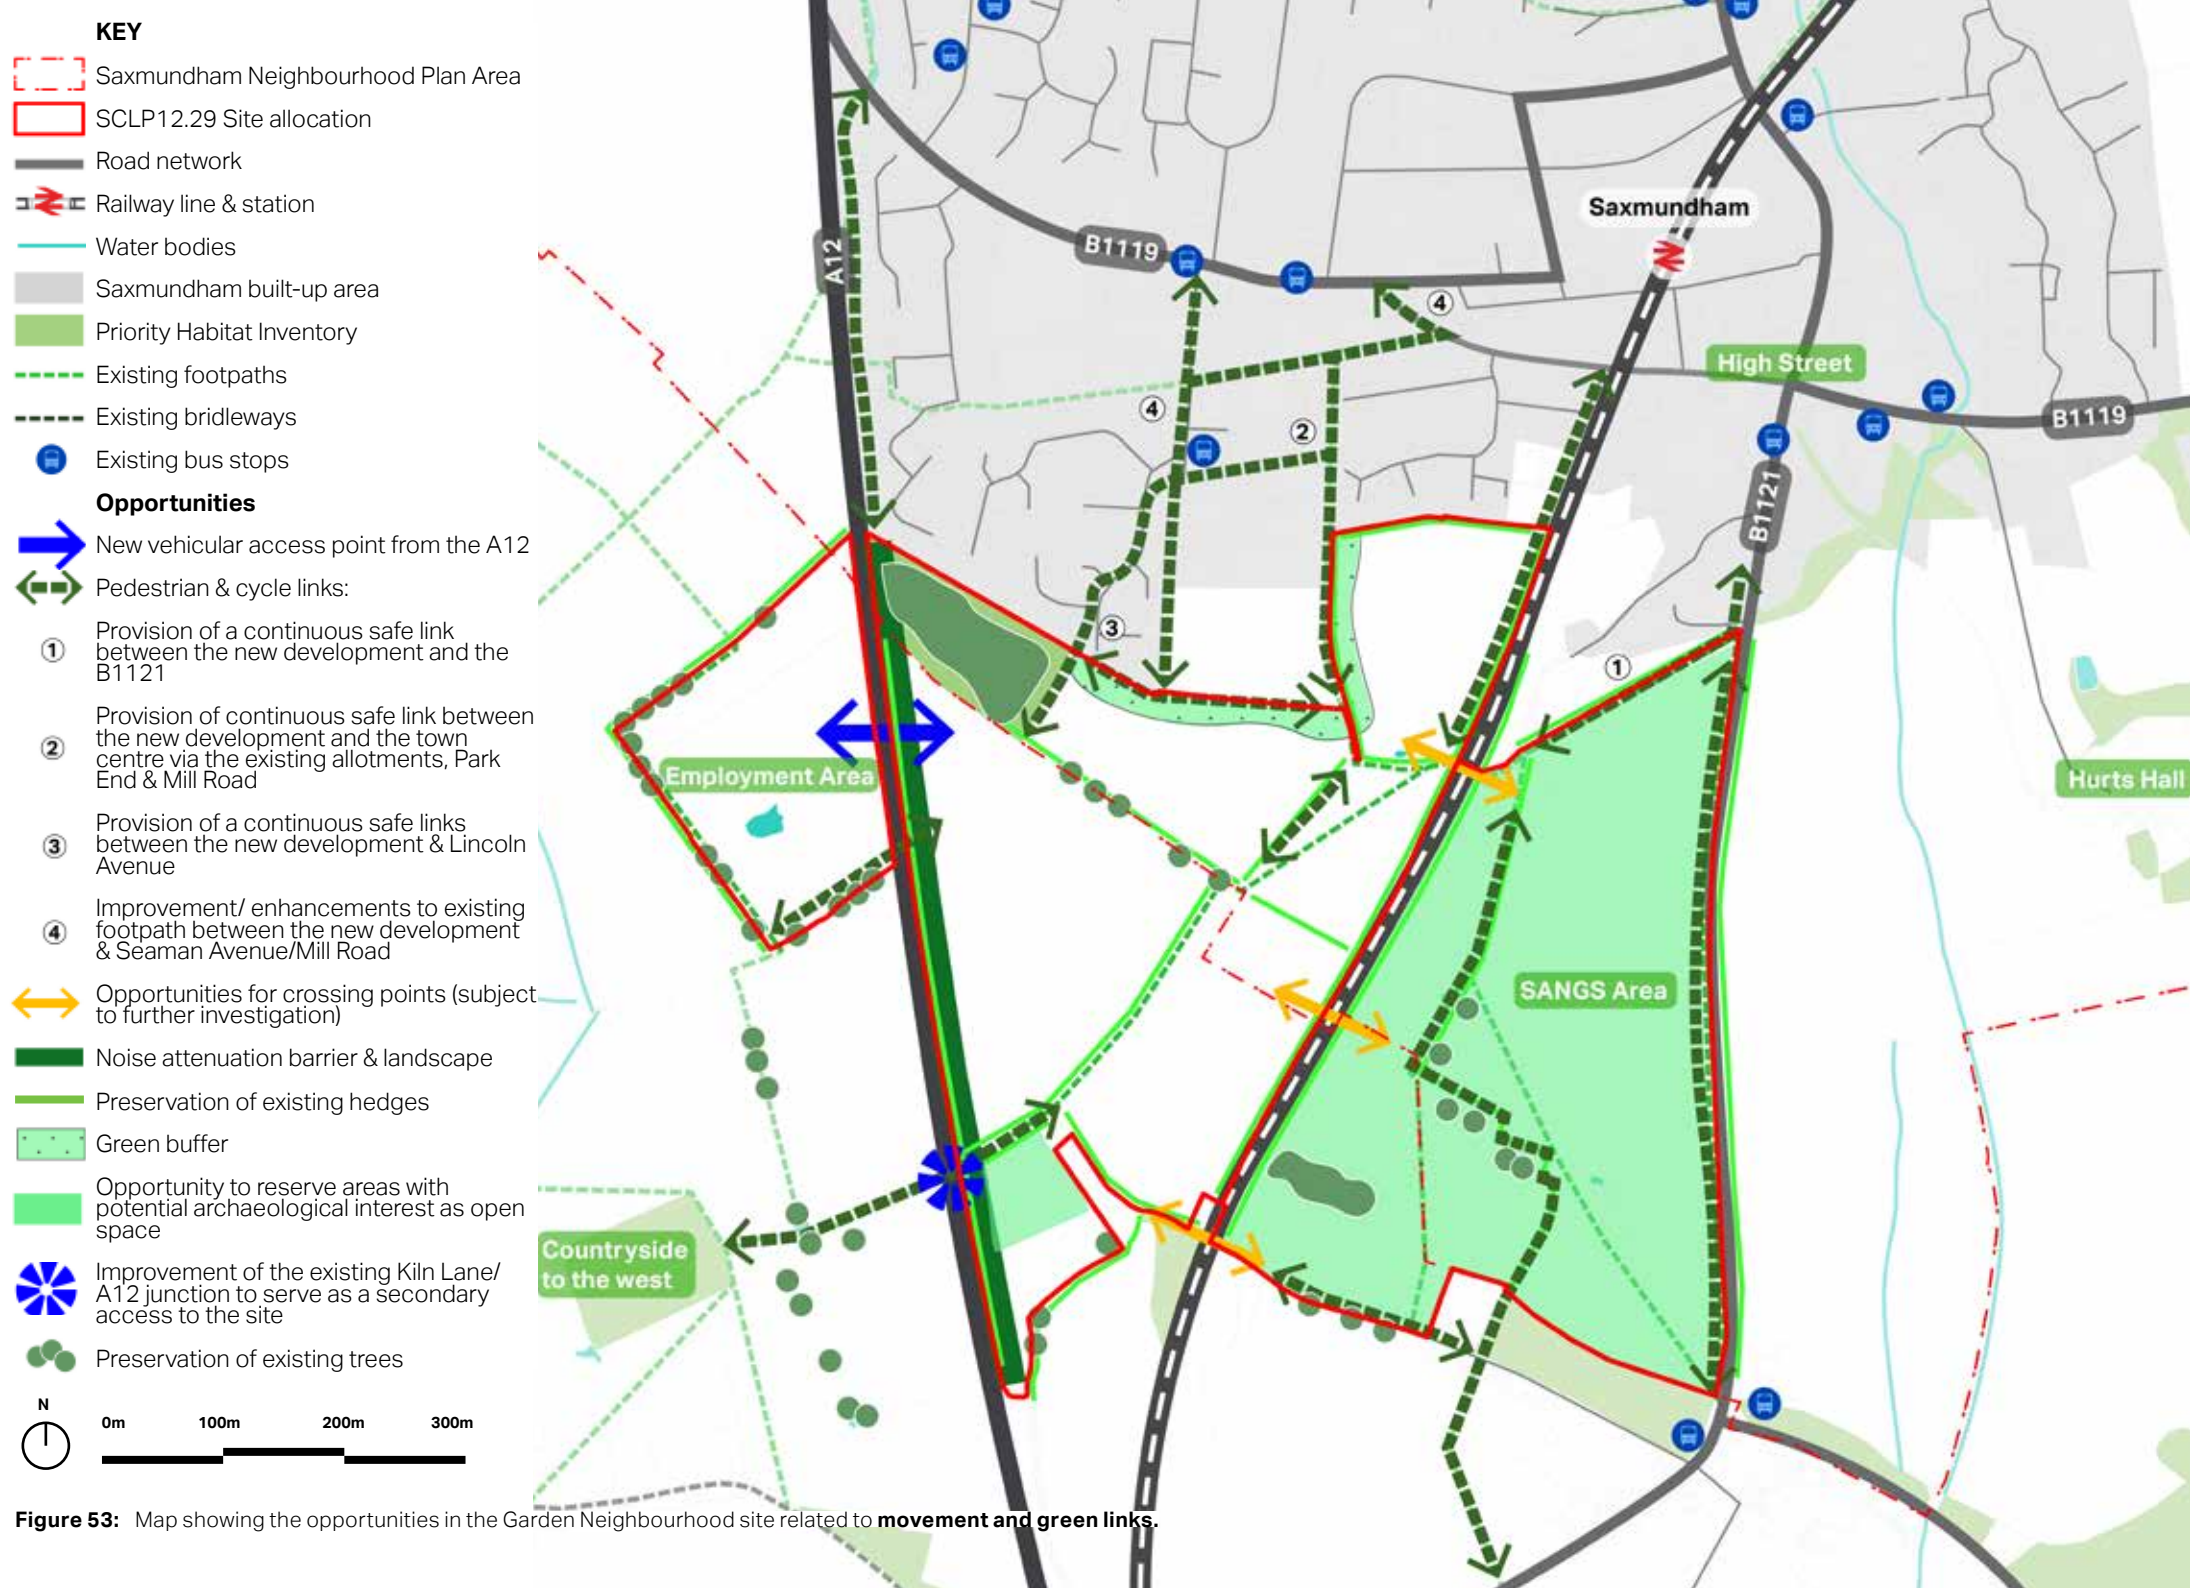 KEY
Saxmundham Neighbourhood Plan Area
SCLP12.29 Site allocation
Road network
Railway line & station
Water bodies
Saxmundham built-up area
Priority Habitat Inventory
Existing footpaths
Existing bridleways
Existing bus stops
Opportunities
New vehicular access point from the A12
Pedestrian & cycle links:
1
Provision of a continuous safe link
between the new development and the
B1121
2
Provision of continuous safe link between
the new development and the town
centre via the existing allotments, Park
End & Mill Road
3
Provision of a continuous safe links
between the new development & Lincoln
Avenue
4
Improvement/ enhancements to existing
footpath between the new development
& Seaman Avenue/Mill Road
Opportunities for crossing points (subject
to further investigation)
Noise attenuation barrier & landscape
Preservation of existing hedges
Green buffer
Opportunity to reserve areas with
potential archaeological interest as open
space
Improvement of the existing Kiln Lane/
A12 junction to serve as a secondary
access to the site
Preservation of existing trees
N
0m 100m 200m 300m
A12
B1119
Saxmundham
4
High Street
B1119
4
2
B1121
3
1
Employment Area
Hurts Hall
SANGS Area
Countryside
to the west
Figure 53: Map showing the opportunities in the Garden Neighbourhood site related to movement and green links.